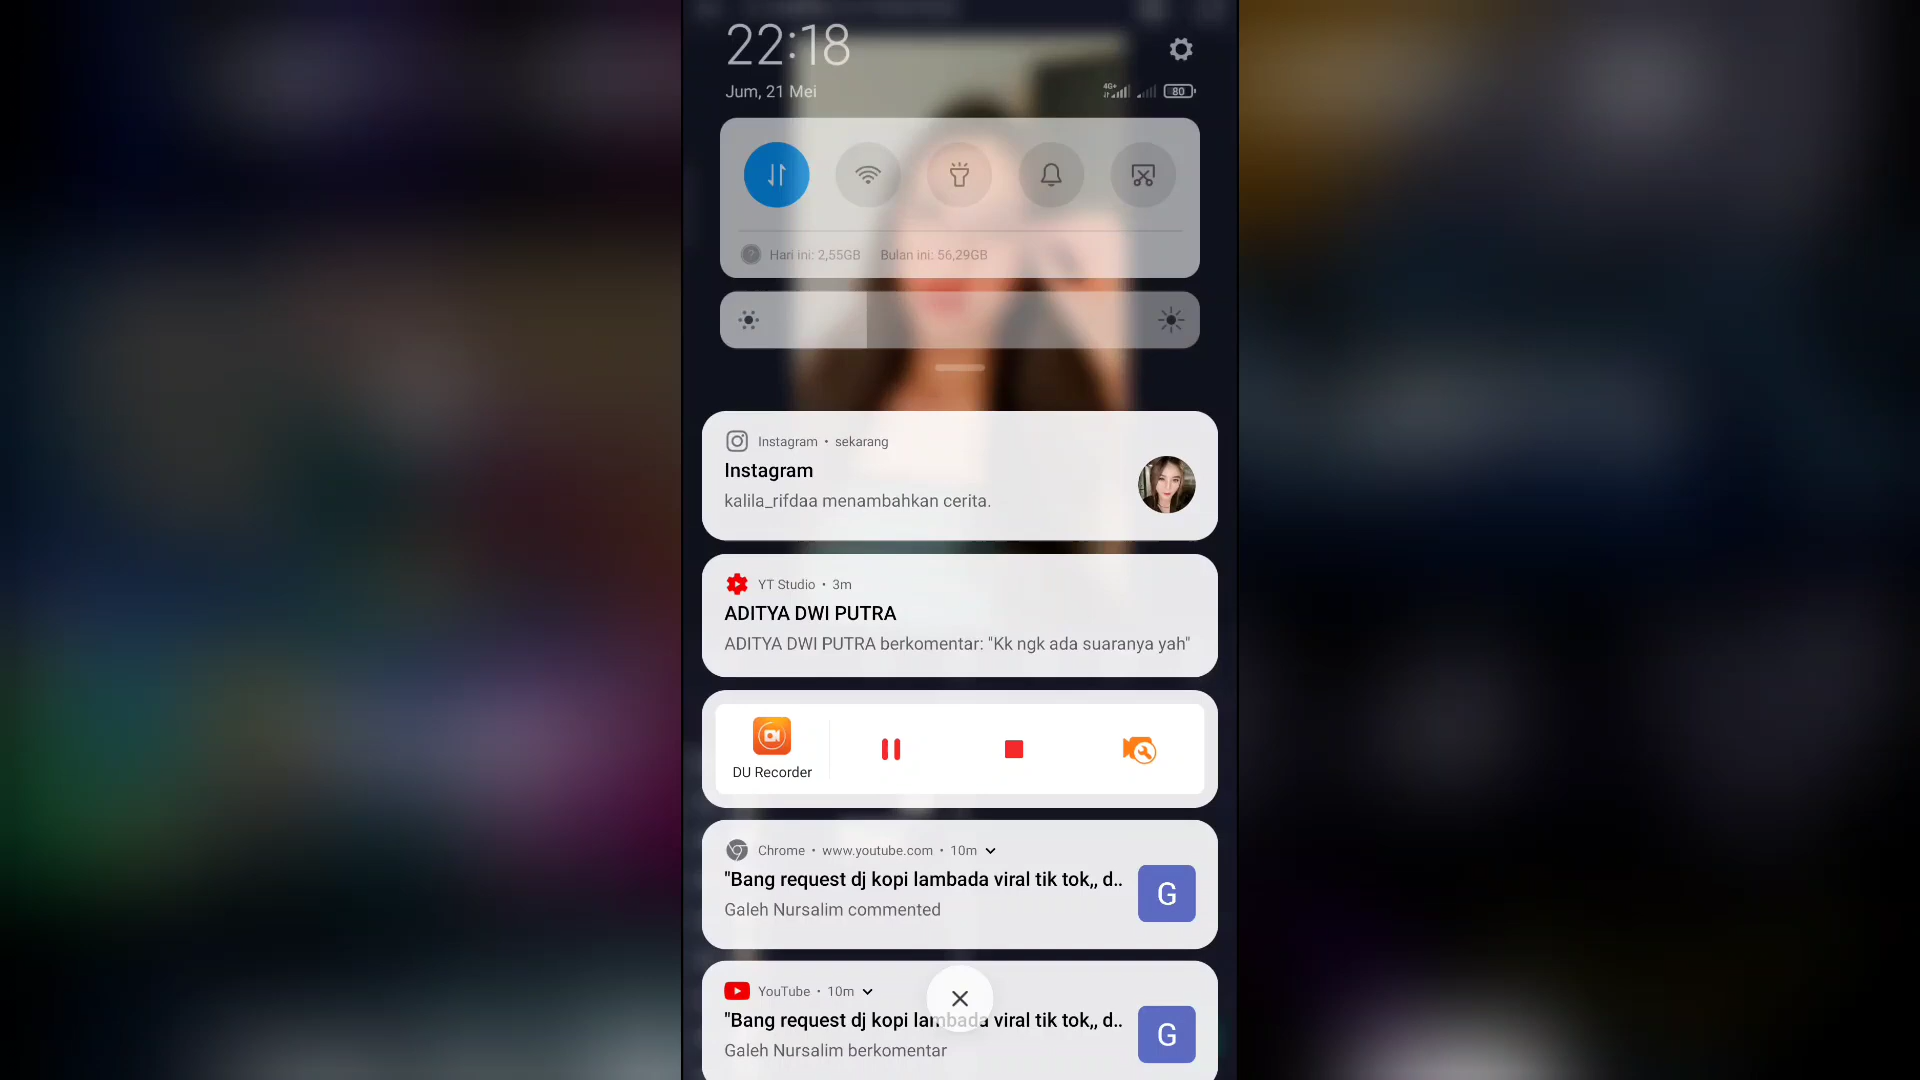 22:18
Jum, 21 Mei
4G+
80
Hari ini: 2,55GB Bulan ini: 56,29GB
Instagram • sekarang
Instagram
kalila_rifdaa menambahkan cerita.
YT Studio • 3m
ADITYA DWI PUTRA
ADITYA DWI PUTRA berkomentar: "Kk ngk ada suaranya yah"
DU Recorder
Chrome • www.youtube.com • 10m
"Bang request dj kopi lambada viral tik tok,, d..
G
Galeh Nursalim commented
YouTube • 10m
"Bang request dj kopi lambada viral tik tok,, d..
G
Galeh Nursalim berkomentar